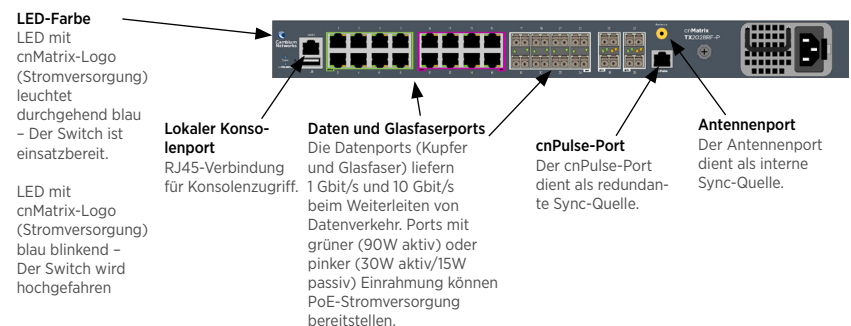 LED-Farbe
LED mit
cnMatrix-Logo
(Stromversorgung)
leuchtet
durchgehend blau
– Der Switch ist
einsatzbereit.
LED mit
cnMatrix-Logo
(Stromversorgung)
blau blinkend –
Der Switch wird
hochgefahren
Lokaler Konso-
lenport
RJ45-Verbindung
für Konsolenzugriff.
Daten und Glasfaserports
Die Datenports (Kupfer
und Glasfaser) liefern
1 Gbit/s und 10 Gbit/s
beim Weiterleiten von
Datenverkehr. Ports mit
grüner (90W aktiv) oder
pinker (30W aktiv/15W
passiv) Einrahmung können
PoE-Stromversorgung
bereitstellen.
cnPulse-Port
Der cnPulse-Port
dient als redundan-
te Sync-Quelle.
Antennenport
Der Antennenport
dient als interne
Sync-Quelle.
Cambium
Networks
cnMatrix
TX2028RF-P